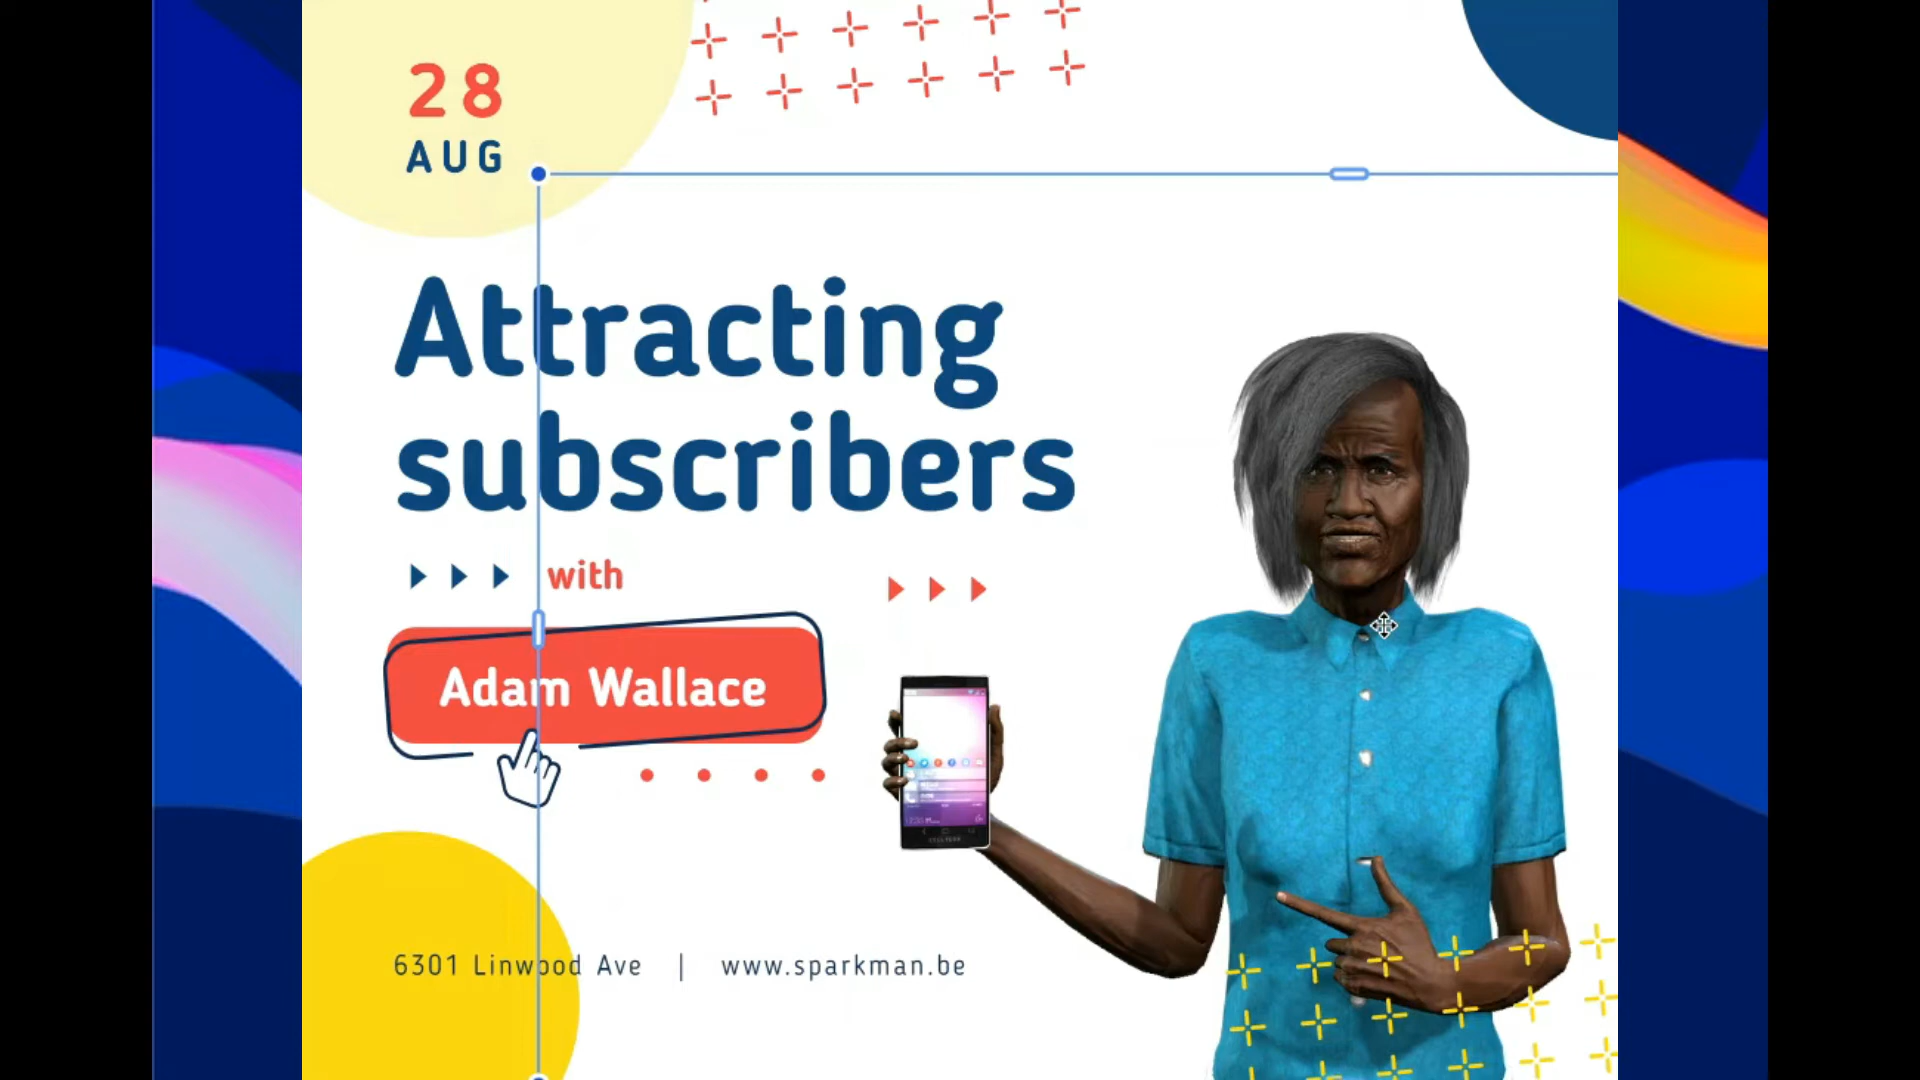 28
AUG
Attracting
subscribers
with
Adam Wallace
6301 Linwood Ave | www.sparkman.be